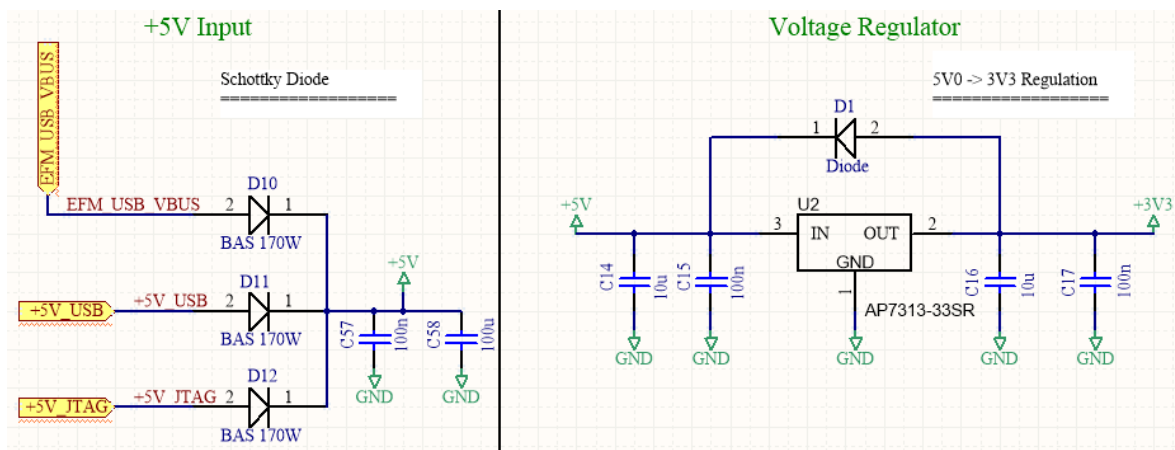 +5V Input
Schottky Diode
==================
EFM_USB_VBUS
EFM_USB_VBUS
D10
2 1
BAS 170W
+5V_USB
+5V_USB
D11
2 1
BAS 170W
+5V_JTAG
+5V_JTAG
D12
2 1
BAS 170W
+5V
C57
100n
GND
C58
100u
GND
Voltage Regulator
5V0 -> 3V3 Regulation
==================
D1
1 2
Diode
+5V
U2
3 IN OUT 2
GND
1
AP7313-33SR
GND
C14
10u
GND
C15
100n
GND
C16
10u
GND
C17
100n
GND
+3V3